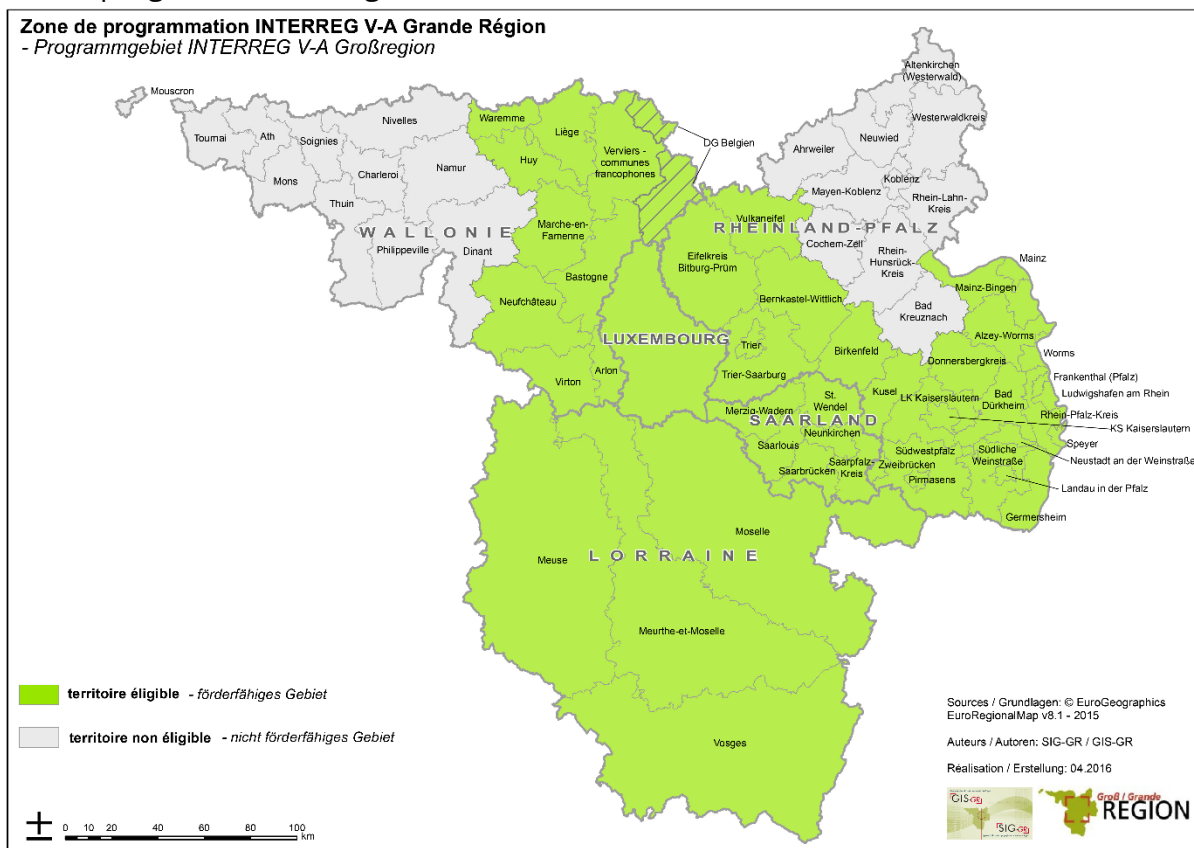 Zone de programmation INTERREG V-A Grande Région
- Programmgebiet INTERREG V-A Großregion
Mouscron
Tournai
Ath
Soignies
Nivelles
Mons
Charleroi
Namur
Thuin
WALLONIE
Philippeville
Dinant
Waremme
Liège
Huy
Verviers -
communes
francophones
DG Belgien
Marche-en-
Famenne
Bastogne
Neufchâteau
Virton
Arlon
LUXEMBOURG
Altenkirchen
(Westerwald)
Westerwaldkreis
Neuwied
Ahrweiler
Koblenz
Mayen-Koblenz
Rhein-Lahn-
Kreis
Vulkaneifel
RHEINLAND-PFALZ
Cochem-Zell
Rhein-
Hunsrück-
Kreis
Eifelkreis
Bitburg-Prüm
Bernkastel-Wittlich
Bad
Kreuznach
Mainz
Mainz-Bingen
Alzey-Worms
Trier
Trier-Saarburg
Birkenfeld
Donnersbergkreis
Worms
Frankenthal (Pfalz)
Ludwigshafen am Rhein
Kusel
LK Kaiserslautern
Bad
Dürkheim
Rhein-Pfalz-Kreis
KS Kaiserslautern
Speyer
Neustadt an der Weinstraße
Südwestpfalz
Südliche
Weinstraße
Zweibrücken
Pirmasens
Landau in der Pfalz
Germersheim
Merzig-Wadern
St.
Wendel
SAARLAND
Neunkirchen
Saarlouis
Saarbrücken
Saarpfalz-
Kreis
Moselle
LORRAINE
Meuse
Meurthe-et-Moselle
Vosges
territoire éligible - förderfähiges Gebiet
territoire non éligible - nicht förderfähiges Gebiet
0 10 20 40 60 80 100
km
Sources / Grundlagen: © EuroGeographics
EuroRegionalMap v8.1 - 2015
Auteurs / Autoren: SIG-GR / GIS-GR
Réalisation / Erstellung: 04.2016
GIS-GR
SIG-GR
Groß / Grande
REGION